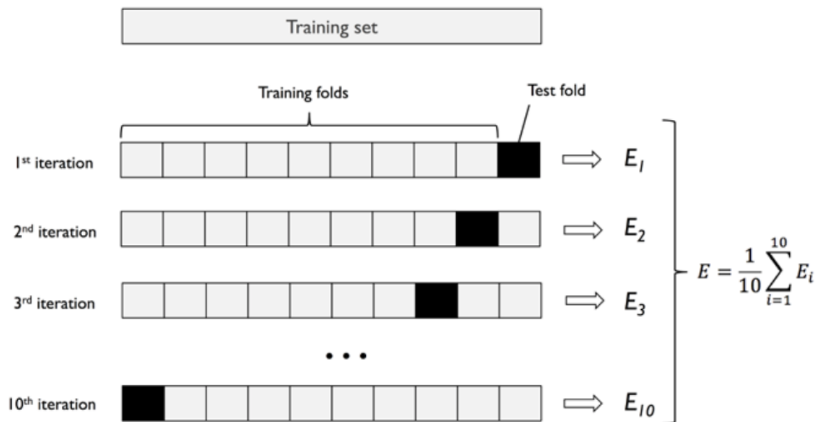 Training set
Training folds
Test fold
1st iteration
E1
2nd iteration
E2
3rd iteration
E3
E = 1/10 ∑ i=1 10 Ei
• • •
10th iteration
E10